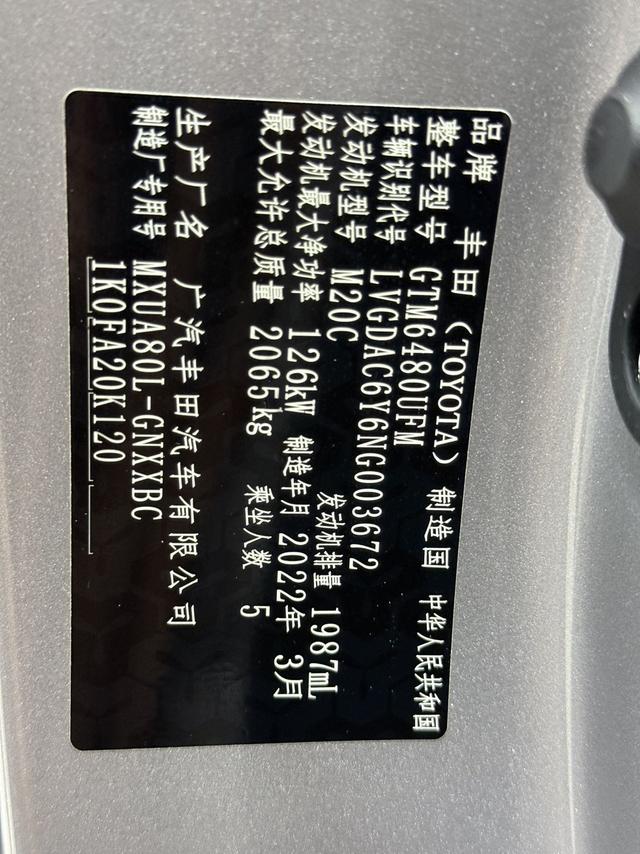 品牌 丰田 (TOYOTA) 制造国 中华人民共和国
整车型号 GTM6480UFM
车辆识别代号 LVGDAC6Y6NG003672
发动机型号 M20C 发动机排量 1987mL
发动机最大净功率 126kW 制造年月 2022年 3月
最大允许总质量 2065kg 乘坐人数 5
生产厂名 广汽丰田汽车有限公司
制造厂专用号 MXUA80L-GNXXBC
1K0FA20K120